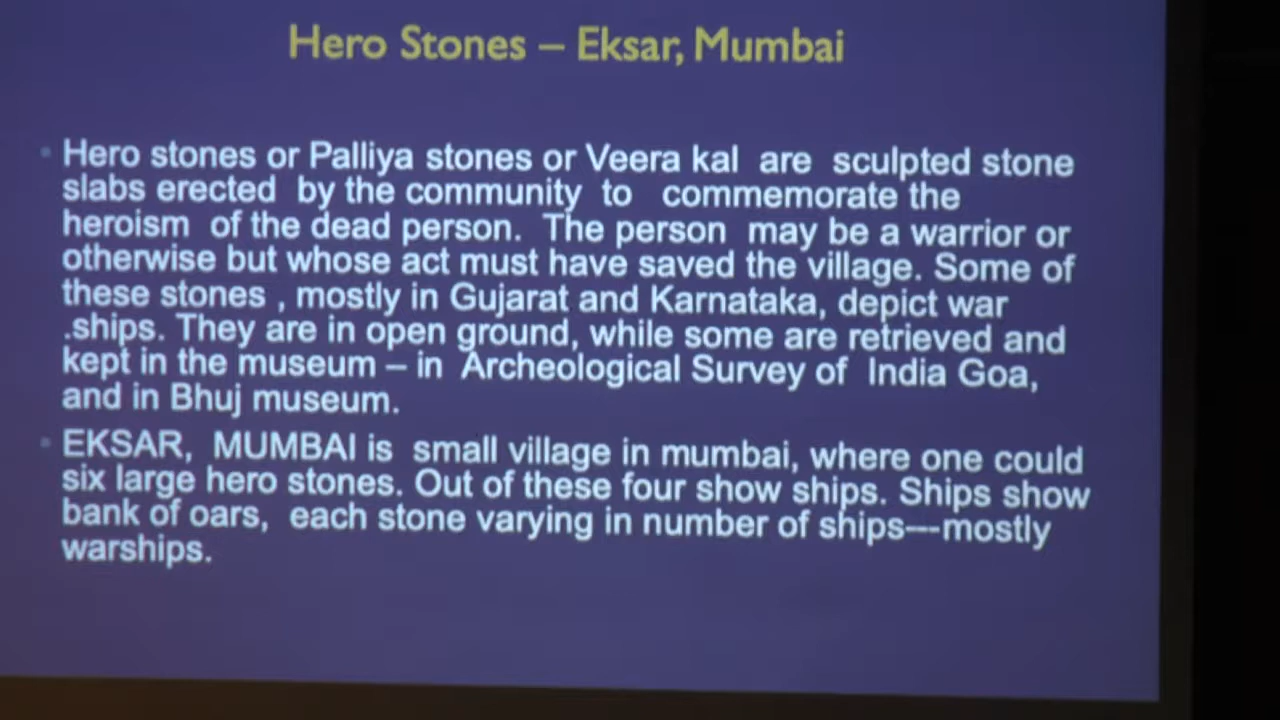 Hero Stones – Eksar, Mumbai
• Hero stones or Palliya stones or Veera kal are sculpted stone
slabs erected by the community to commemorate the
heroism of the dead person. The person may be a warrior or
otherwise but whose act must have saved the village. Some of
these stones , mostly in Gujarat and Karnataka, depict war
.ships. They are in open ground, while some are retrieved and
kept in the museum – in Archeological Survey of India Goa,
and in Bhuj museum.
• EKSAR, MUMBAI is small village in mumbai, where one could
six large hero stones. Out of these four show ships. Ships show
bank of oars, each stone varying in number of ships---mostly
warships.